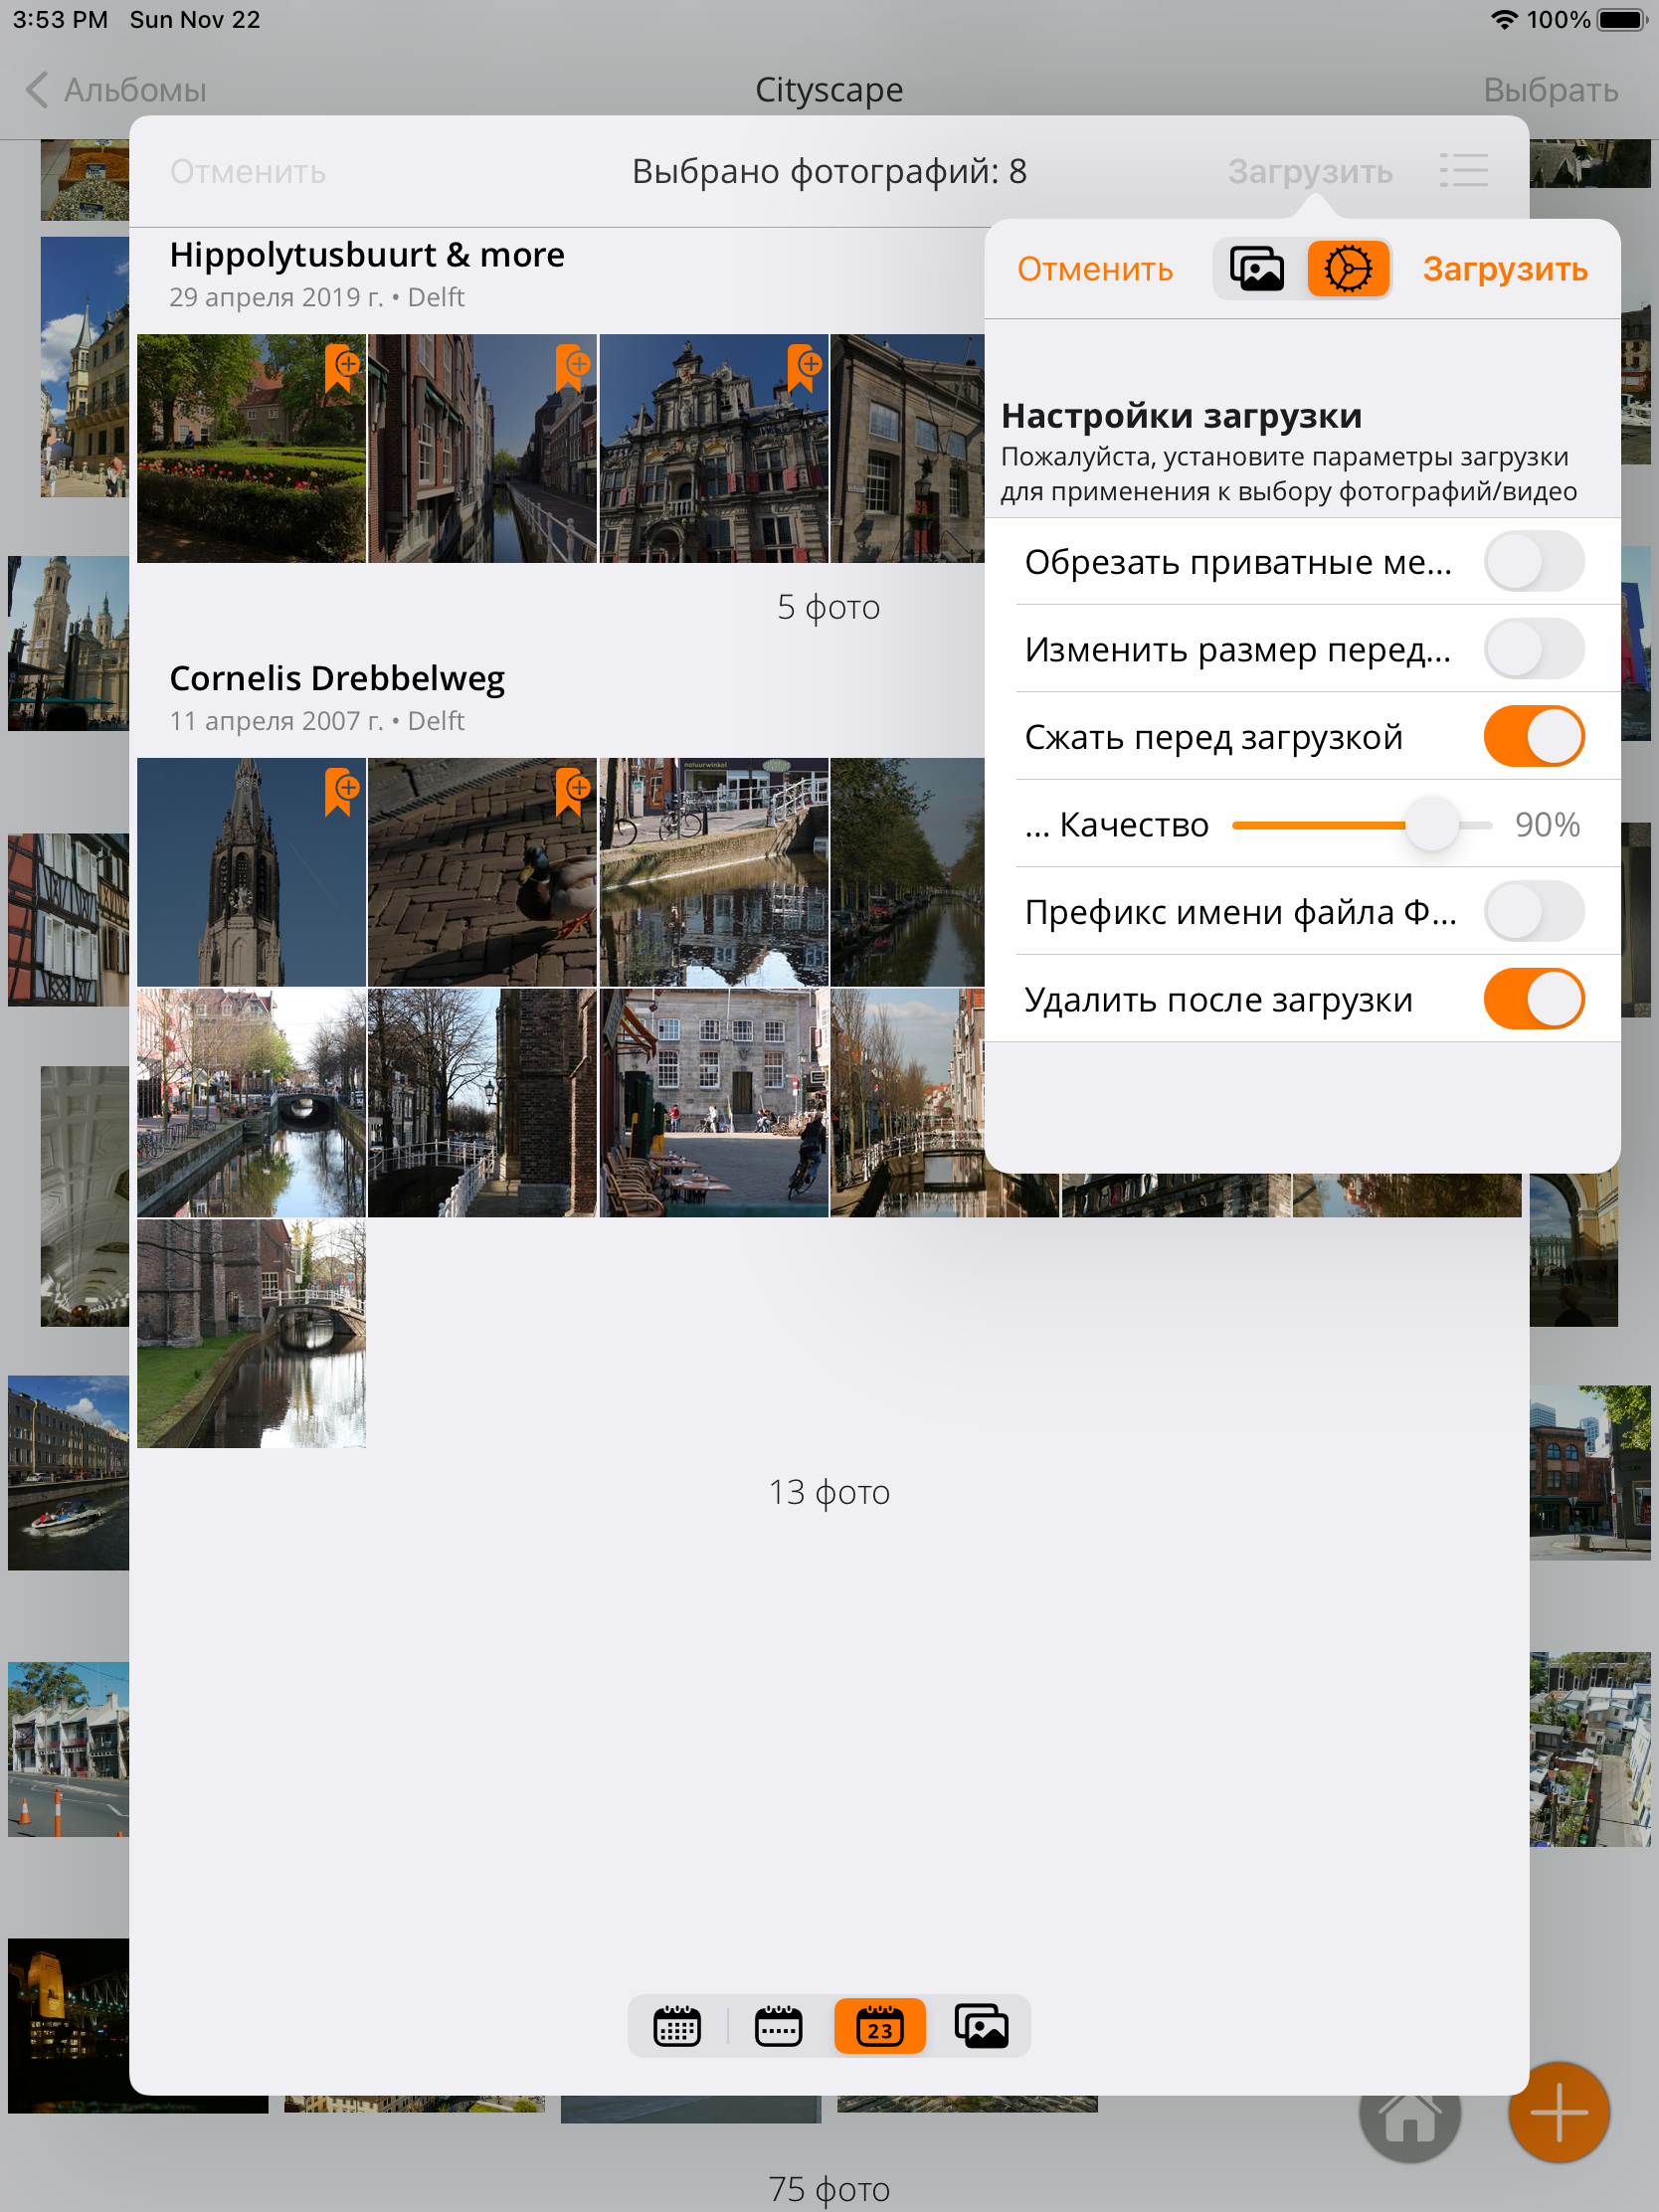 3:53 PM Sun Nov 22 100%
Альбомы Cityscape Выбрать
Отменить Выбрано фотографий: 8 Загрузить
Hippolytusbuurt & more
29 апреля 2019 г. • Delft
5 фото
Cornelis Drebbelweg
11 апреля 2007 г. • Delft
natuurwinkel
13 фото
Отменить Загрузить
Настройки загрузки
Пожалуйста, установите параметры загрузки
для применения к выбору фотографий/видео
Обрезать приватные ме...
Изменить размер перед...
Сжать перед загрузкой
... Качество 90%
Префикс имени файла Ф...
Удалить после загрузки
23
75 фото